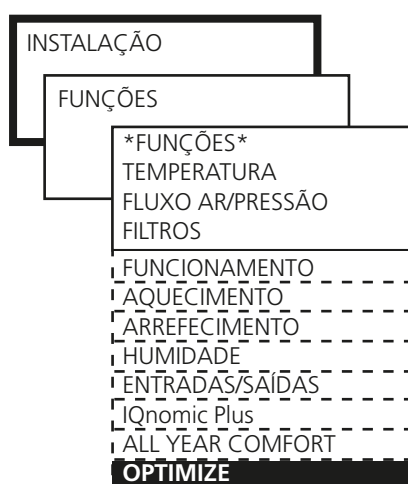 INSTALAÇÃO
FUNÇÕES
*FUNÇÕES*
TEMPERATURA
FLUXO AR/PRESSÃO
FILTROS
FUNCIONAMENTO
AQUECIMENTO
ARREFECIMENTO
HUMIDADE
ENTRADAS/SAÍDAS
IQnomic Plus
ALL YEAR COMFORT
OPTIMIZE